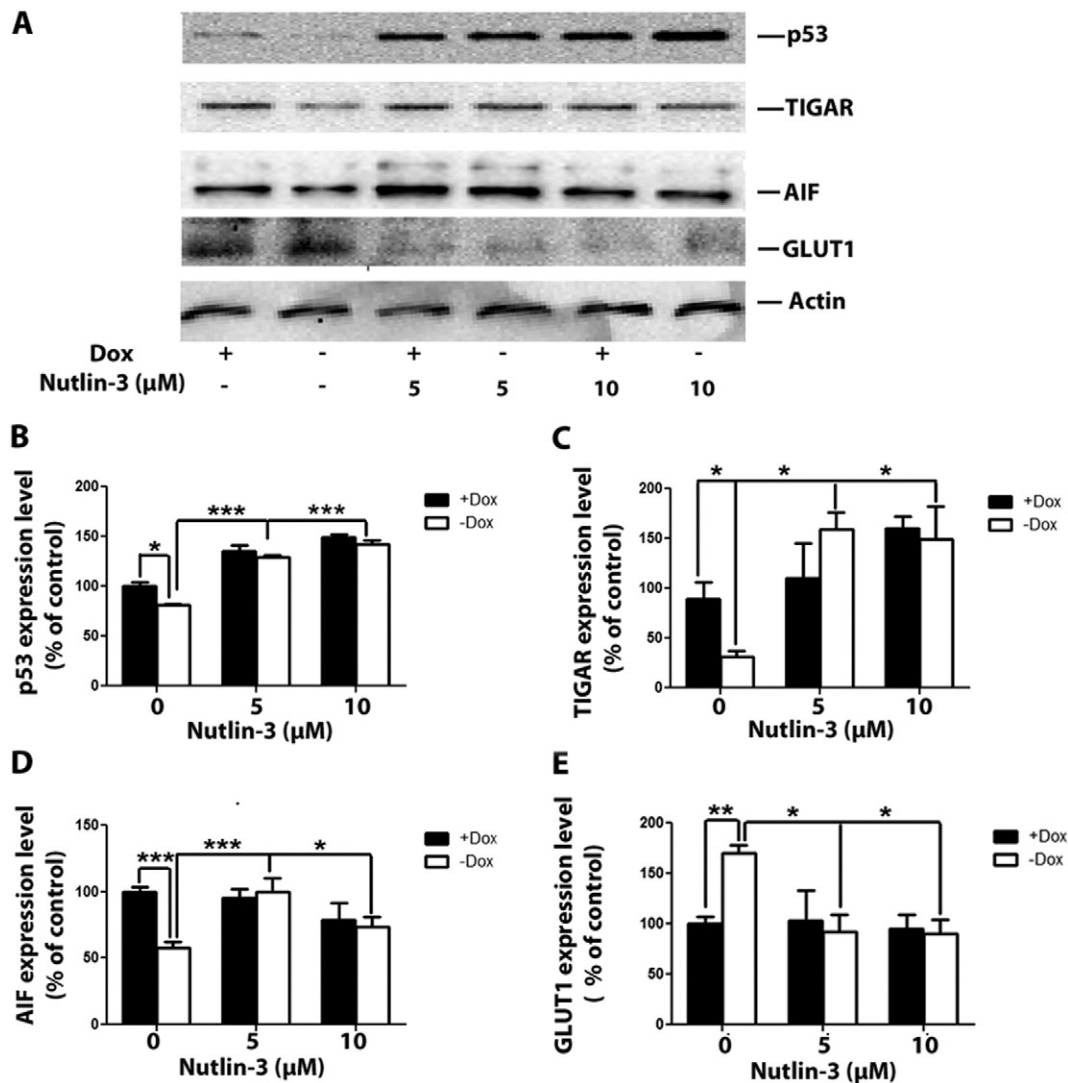 A
p53
TIGAR
AIF
GLUT1
Actin
Dox + - + - + -
Nutlin-3 (μM) - - 5 5 10 10
B
p53 expression level
(% of control)
200
150
100
50
0
*
***
***
+Dox
-Dox
0 5 10
Nutlin-3 (μM)
C
TIGAR expression level
(% of control)
200
150
100
50
0
*
*
*
+Dox
-Dox
0 5 10
Nutlin-3 (μM)
D
AIF expression level
(% of control)
150
100
50
0
***
***
*
+Dox
-Dox
0 5 10
Nutlin-3 (μM)
E
GLUT1 expression level
( % of control)
200
150
100
50
0
**
*
*
+Dox
-Dox
0 5 10
Nutlin-3 (μM)